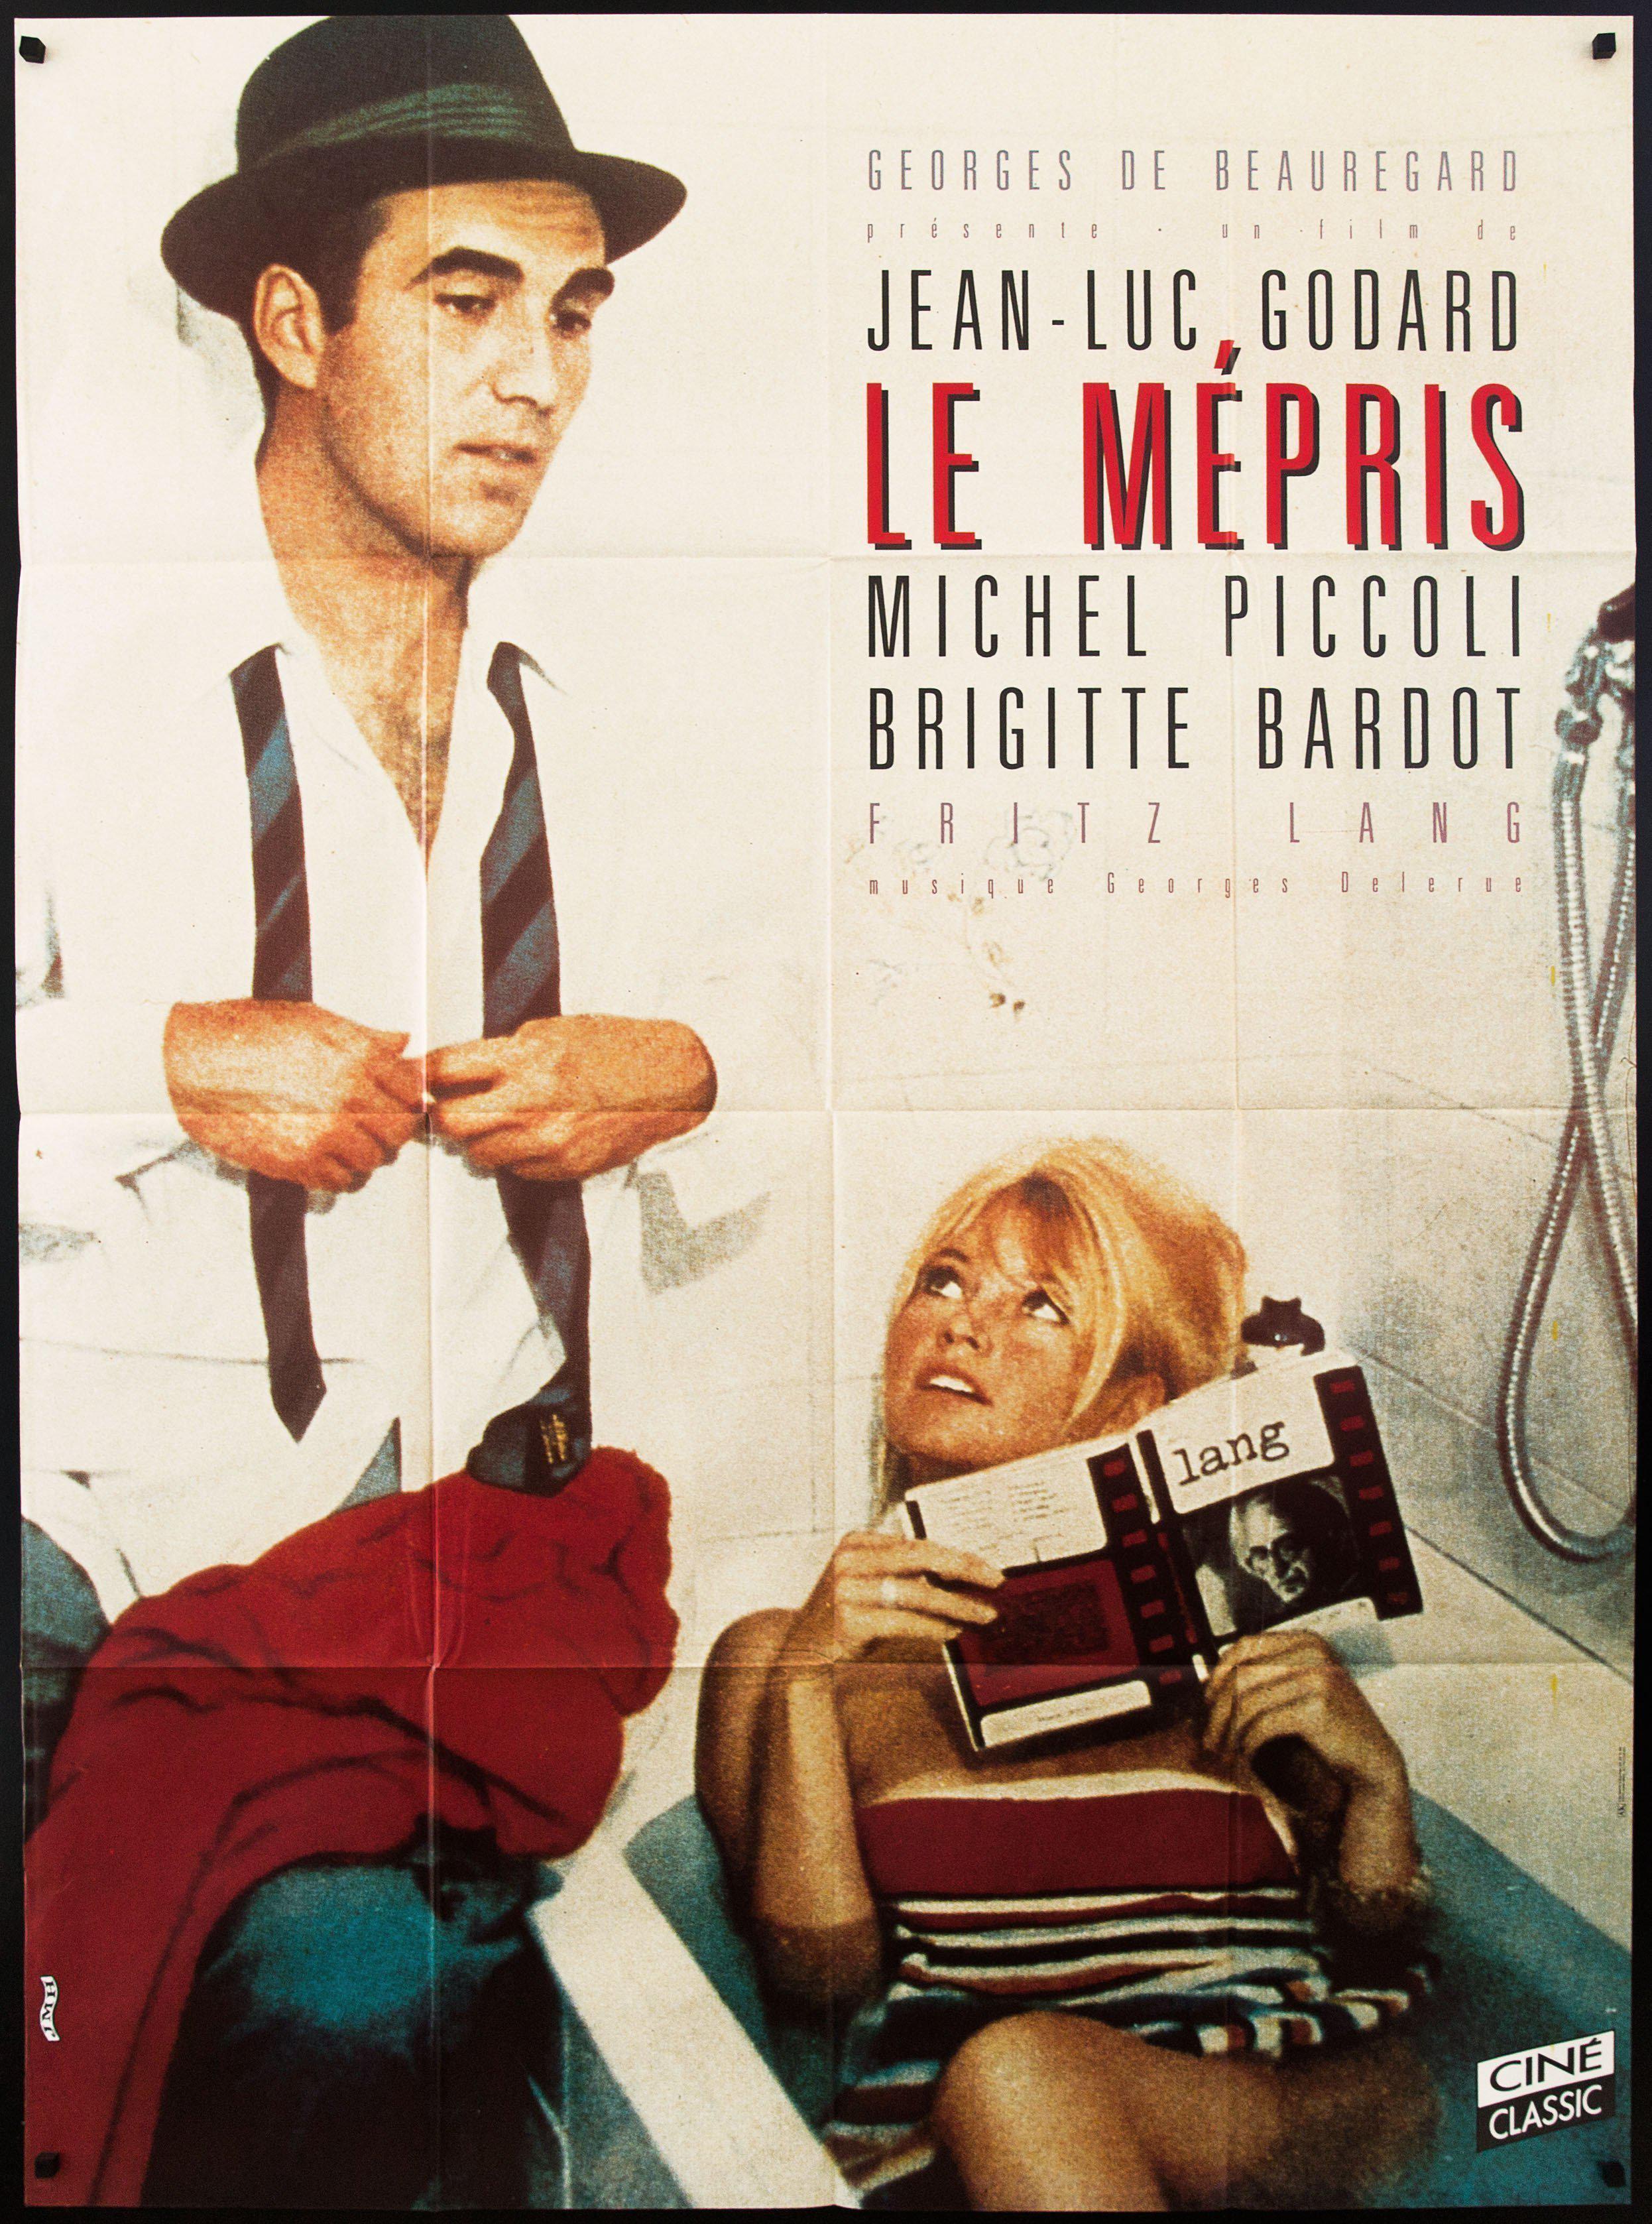 GEORGES DE BEAUREGARD
présente · un film de
JEAN-LUC GODARD
LE MÉPRIS
MICHEL PICCOLI
BRIGITTE BARDOT
FRITZ LANG
musique Georges Delerue
lang
CINÉ
CLASSIC